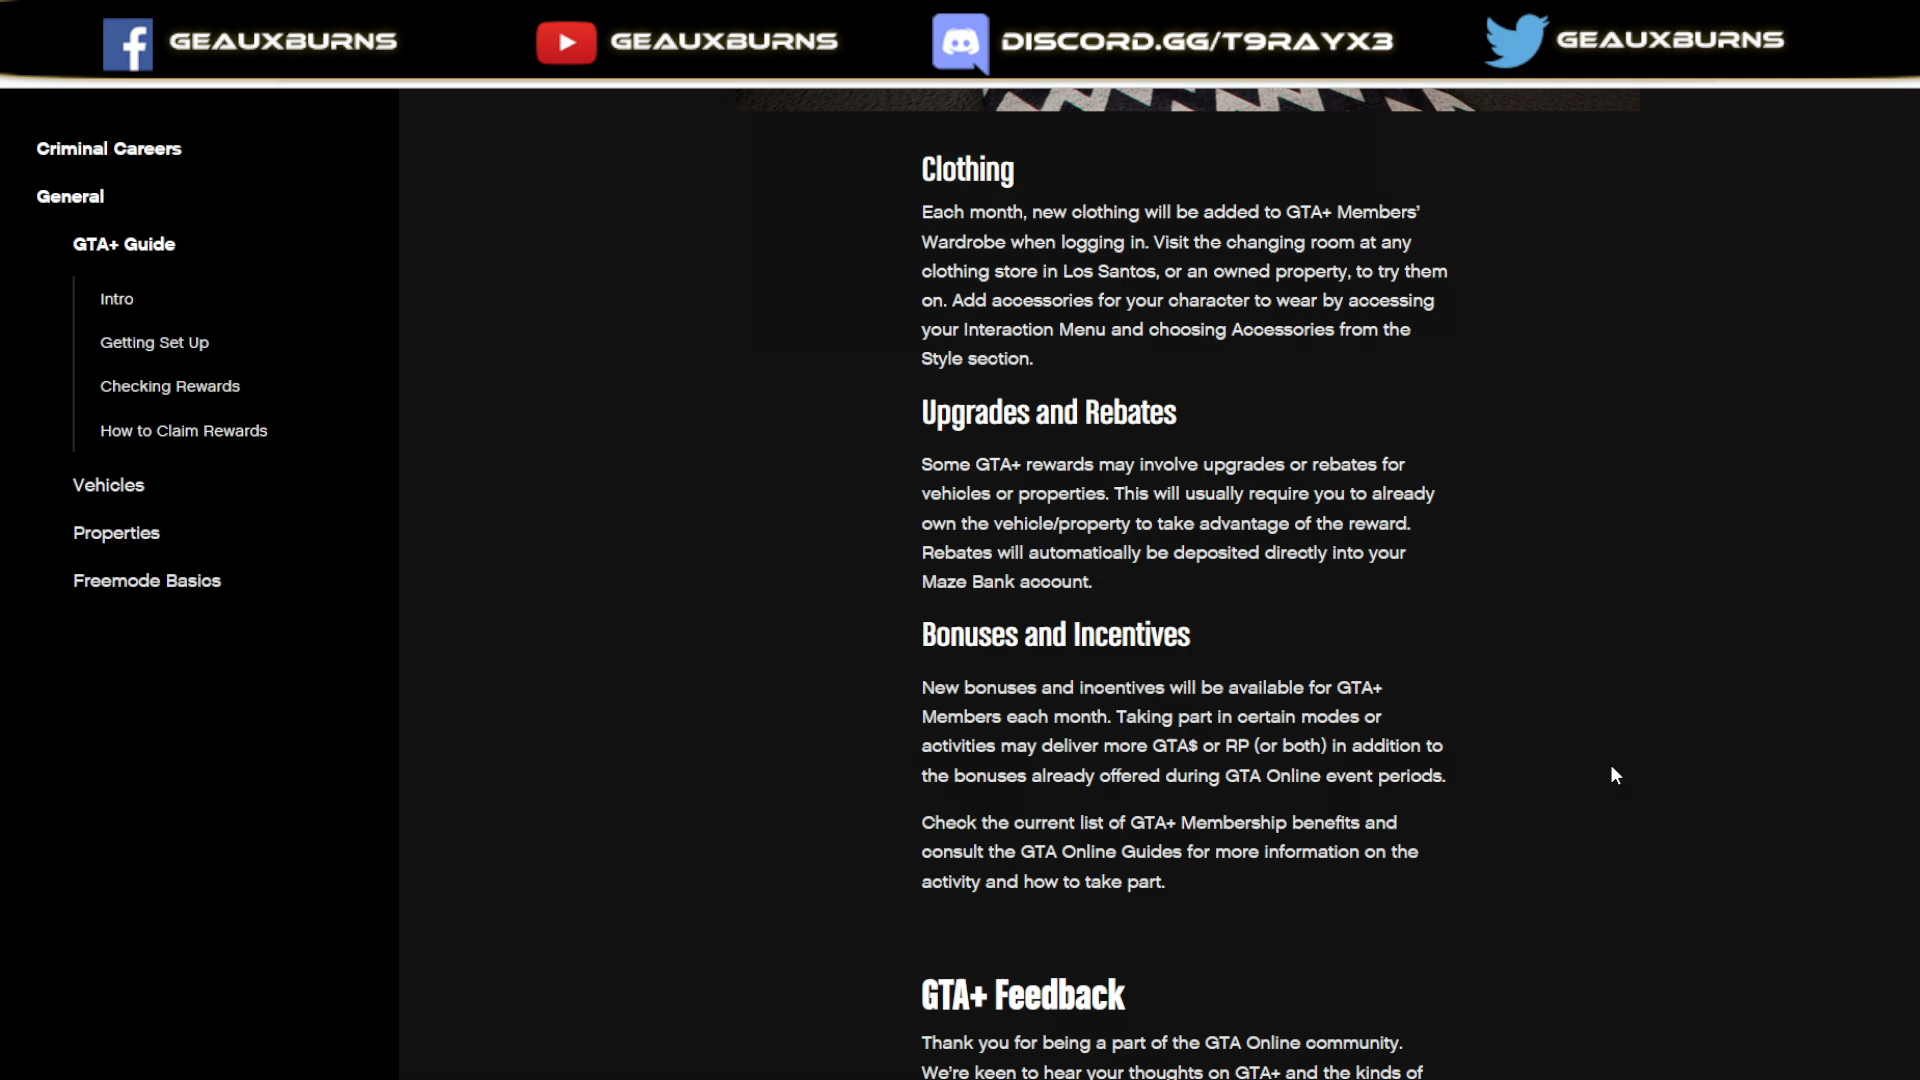 GEAUXBURNS
GEAUXBURNS
DISCORD.GG/T9RAYX3
GEAUXBURNS
Criminal Careers
General
GTA+ Guide
Intro
Getting Set Up
Checking Rewards
How to Claim Rewards
Vehicles
Properties
Freemode Basics
Clothing
Each month, new clothing will be added to GTA+ Members’
Wardrobe when logging in. Visit the changing room at any
clothing store in Los Santos, or an owned property, to try them
on. Add accessories for your character to wear by accessing
your Interaction Menu and choosing Accessories from the
Style section.
Upgrades and Rebates
Some GTA+ rewards may involve upgrades or rebates for
vehicles or properties. This will usually require you to already
own the vehicle/property to take advantage of the reward.
Rebates will automatically be deposited directly into your
Maze Bank account.
Bonuses and Incentives
New bonuses and incentives will be available for GTA+
Members each month. Taking part in certain modes or
activities may deliver more GTA$ or RP (or both) in addition to
the bonuses already offered during GTA Online event periods.
Check the current list of GTA+ Membership benefits and
consult the GTA Online Guides for more information on the
activity and how to take part.
GTA+ Feedback
Thank you for being a part of the GTA Online community.
We’re keen to hear your thoughts on GTA+ and the kinds of